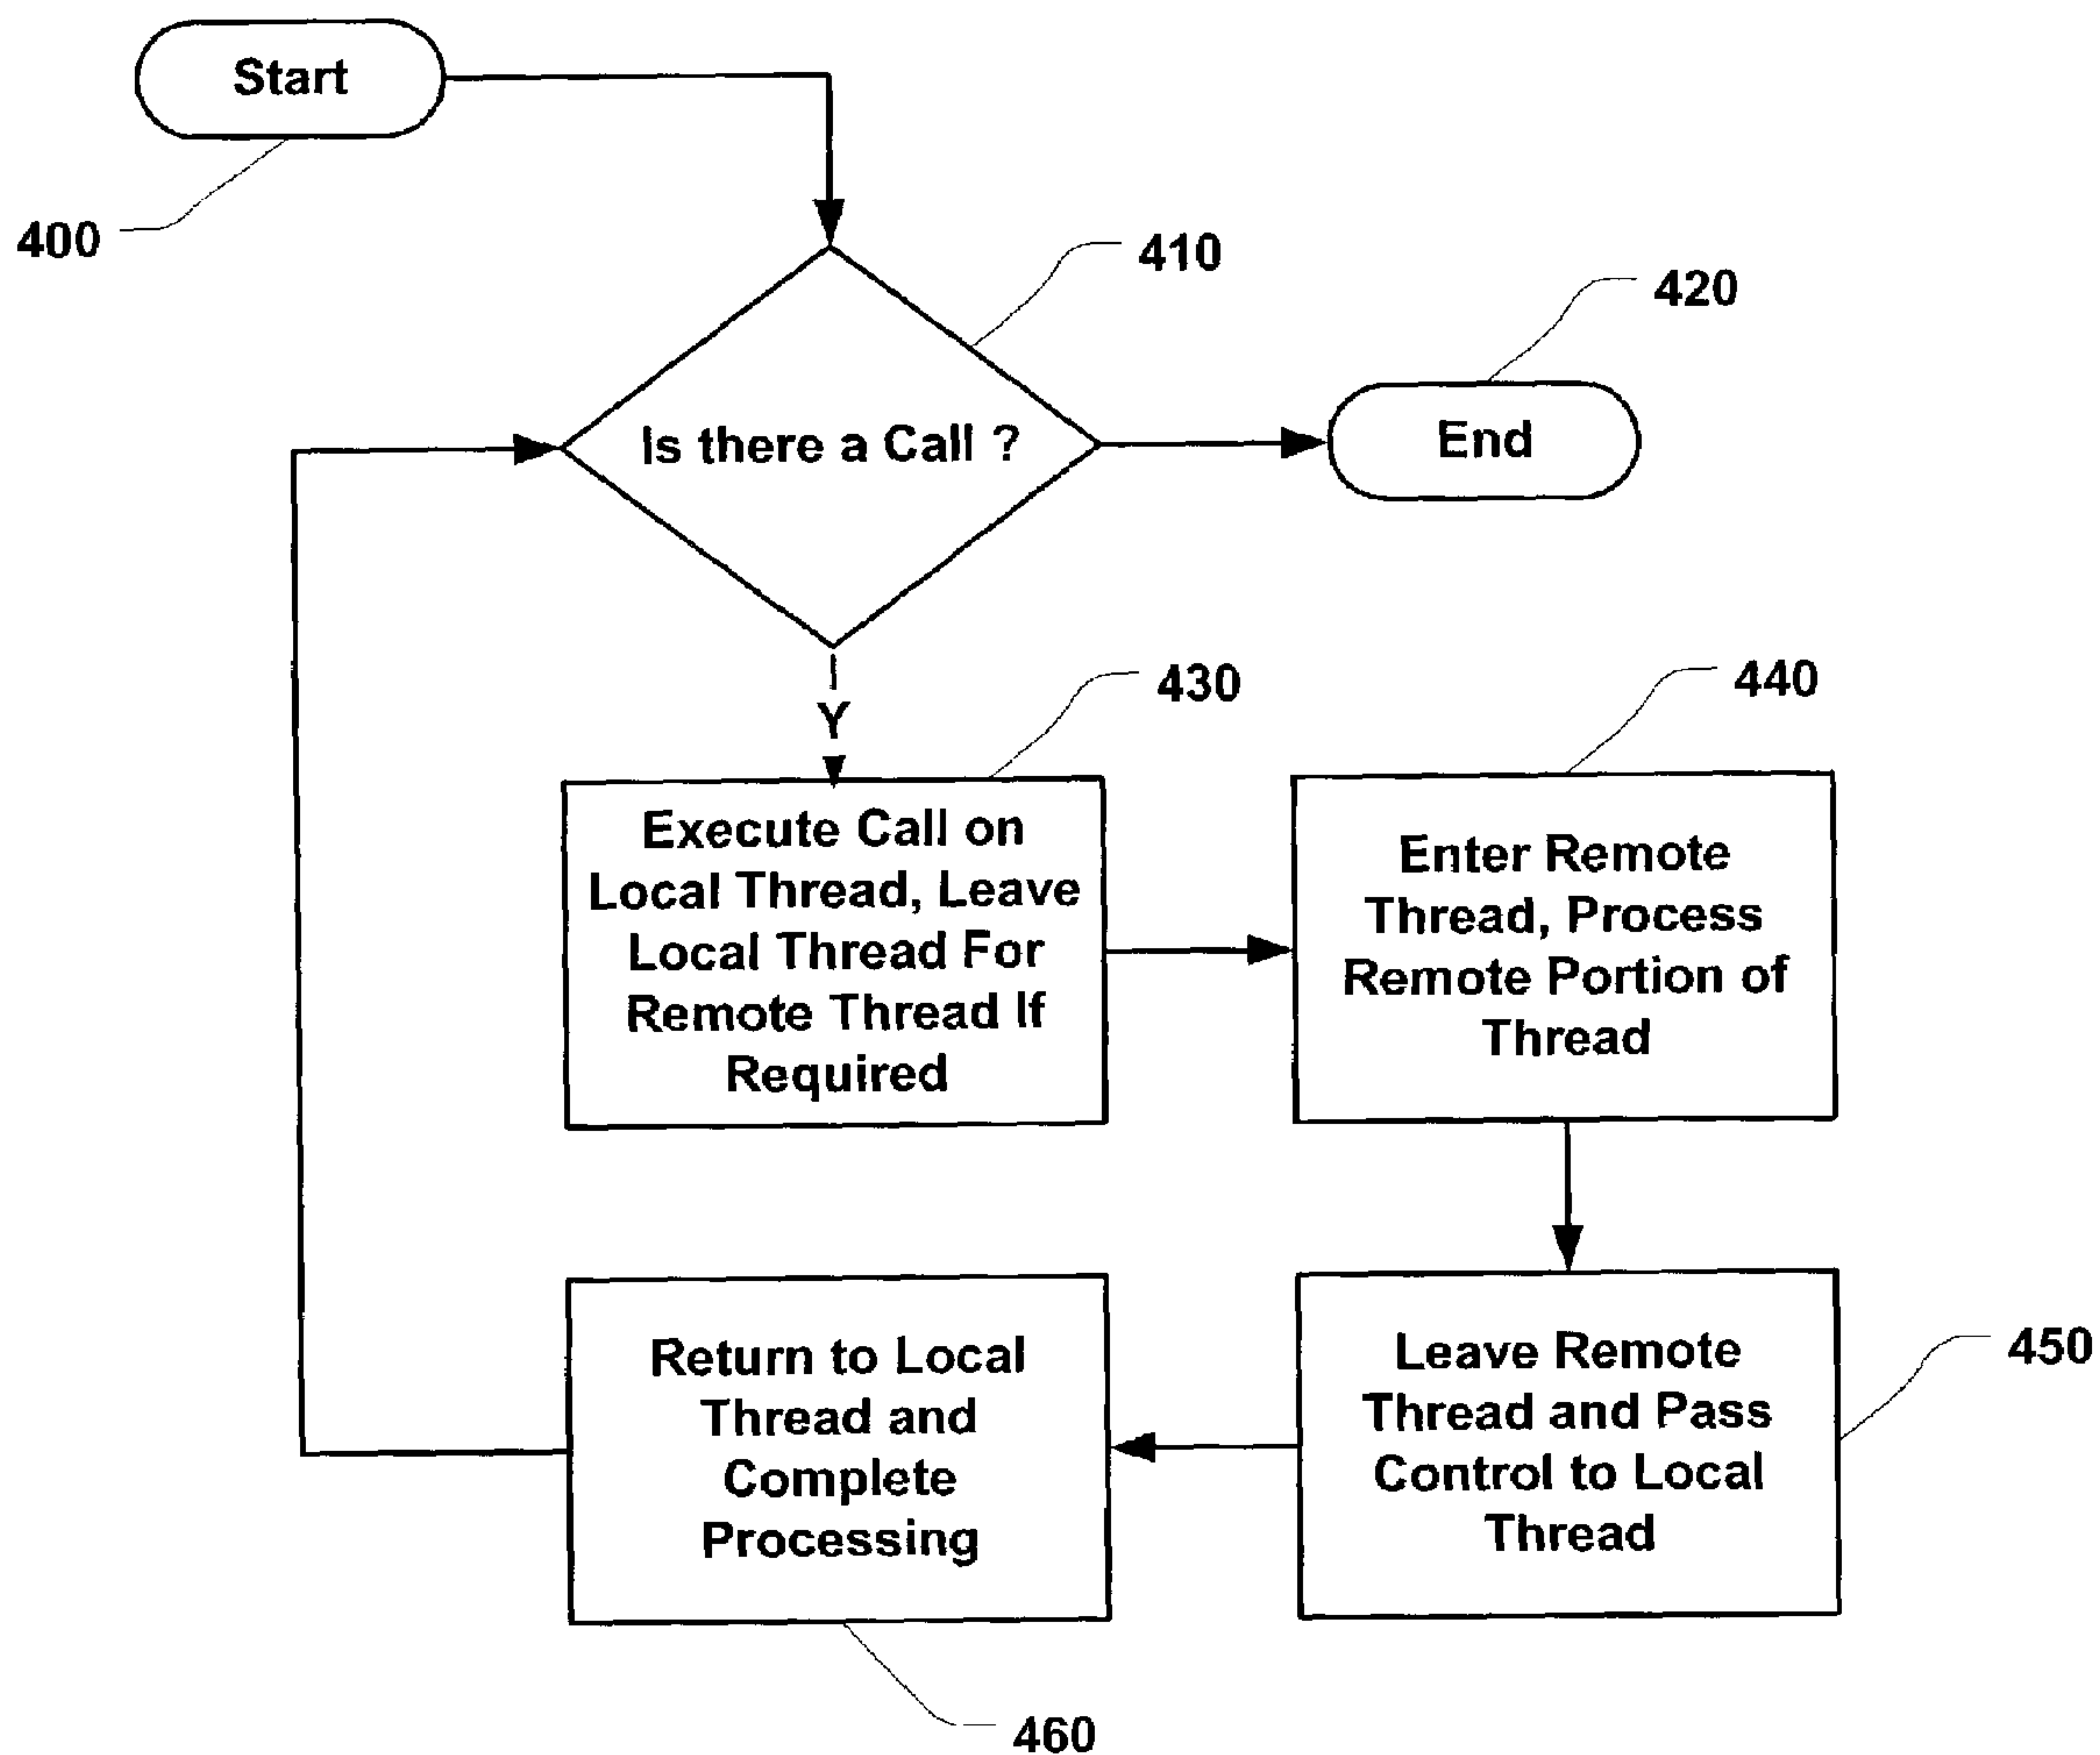 Start
400
410
420
Is there a Call ?
End
Y
430
440
Execute Call on
Local Thread, Leave
Local Thread For
Remote Thread If
Required
Enter Remote
Thread, Process
Remote Portion of
Thread
Return to Local
Thread and
Complete
Processing
Leave Remote
Thread and Pass
Control to Local
Thread
450
460